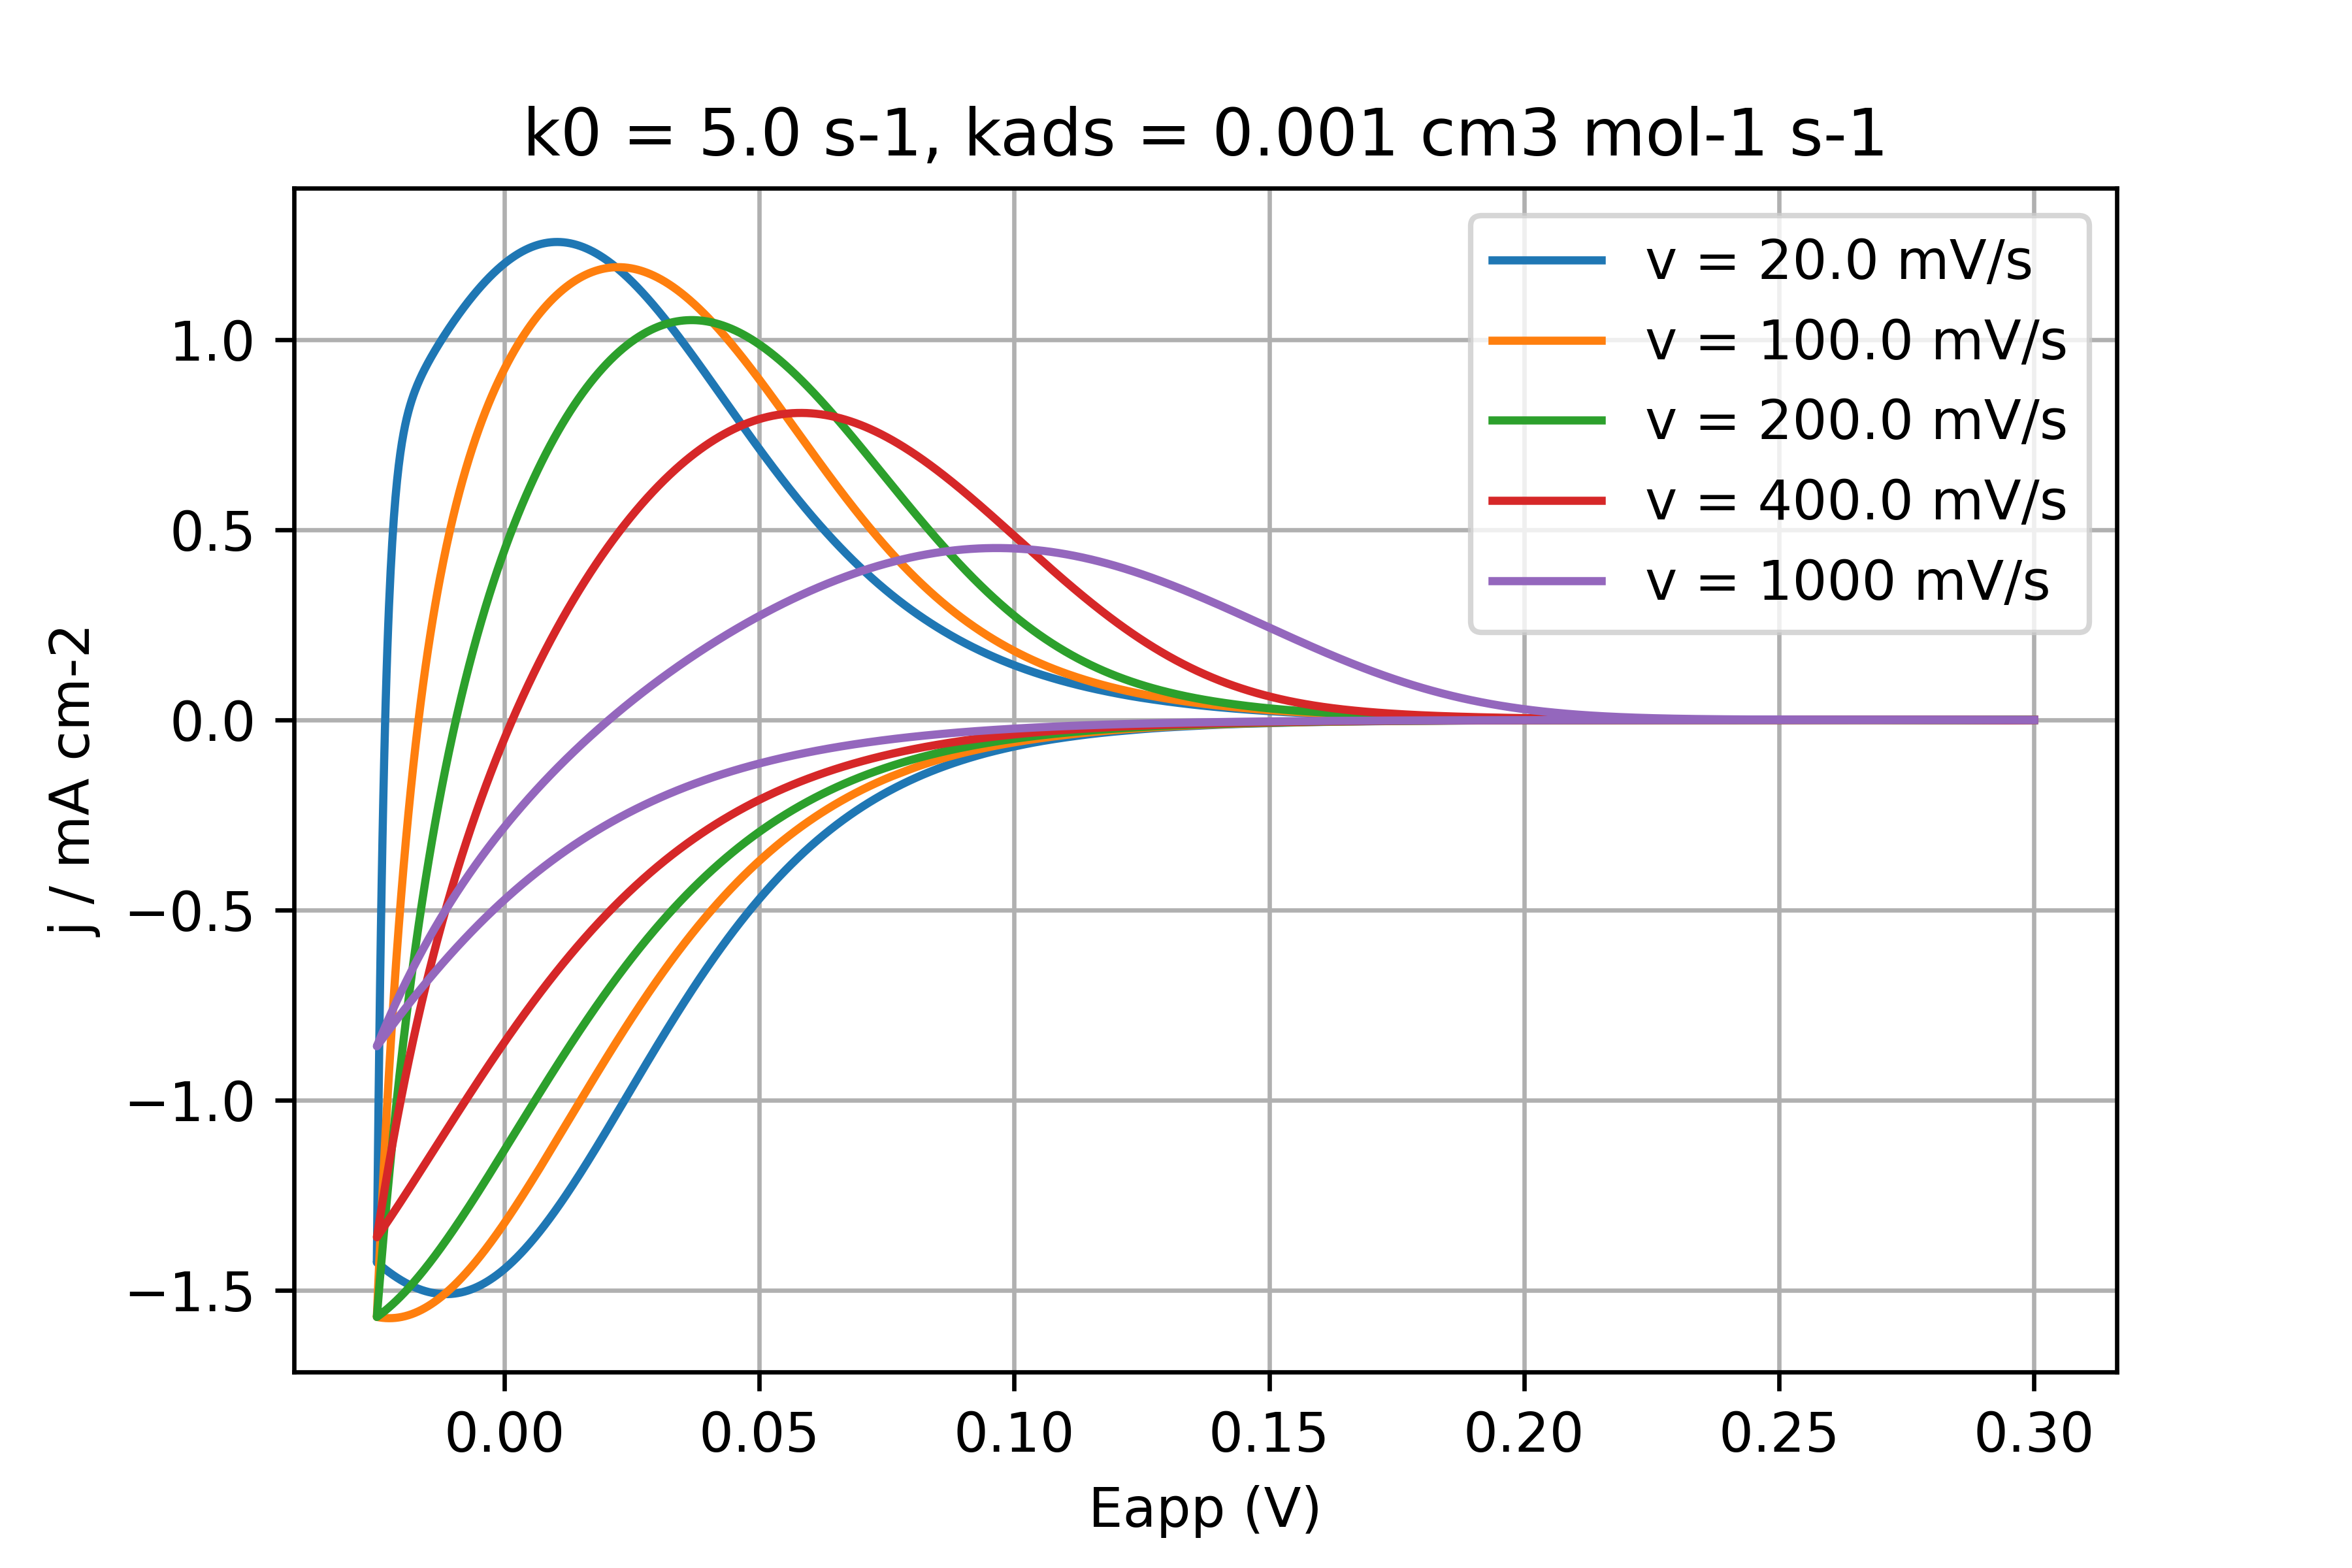 k0 = 5.0 s-1, kads = 0.001 cm3 mol-1 s-1
v = 20.0 mV/s
v = 100.0 mV/s
v = 200.0 mV/s
v = 400.0 mV/s
v = 1000 mV/s
j / mA cm-2
1.0
0.5
0.0
−0.5
−1.0
−1.5
0.00 0.05 0.10 0.15 0.20 0.25 0.30
Eapp (V)